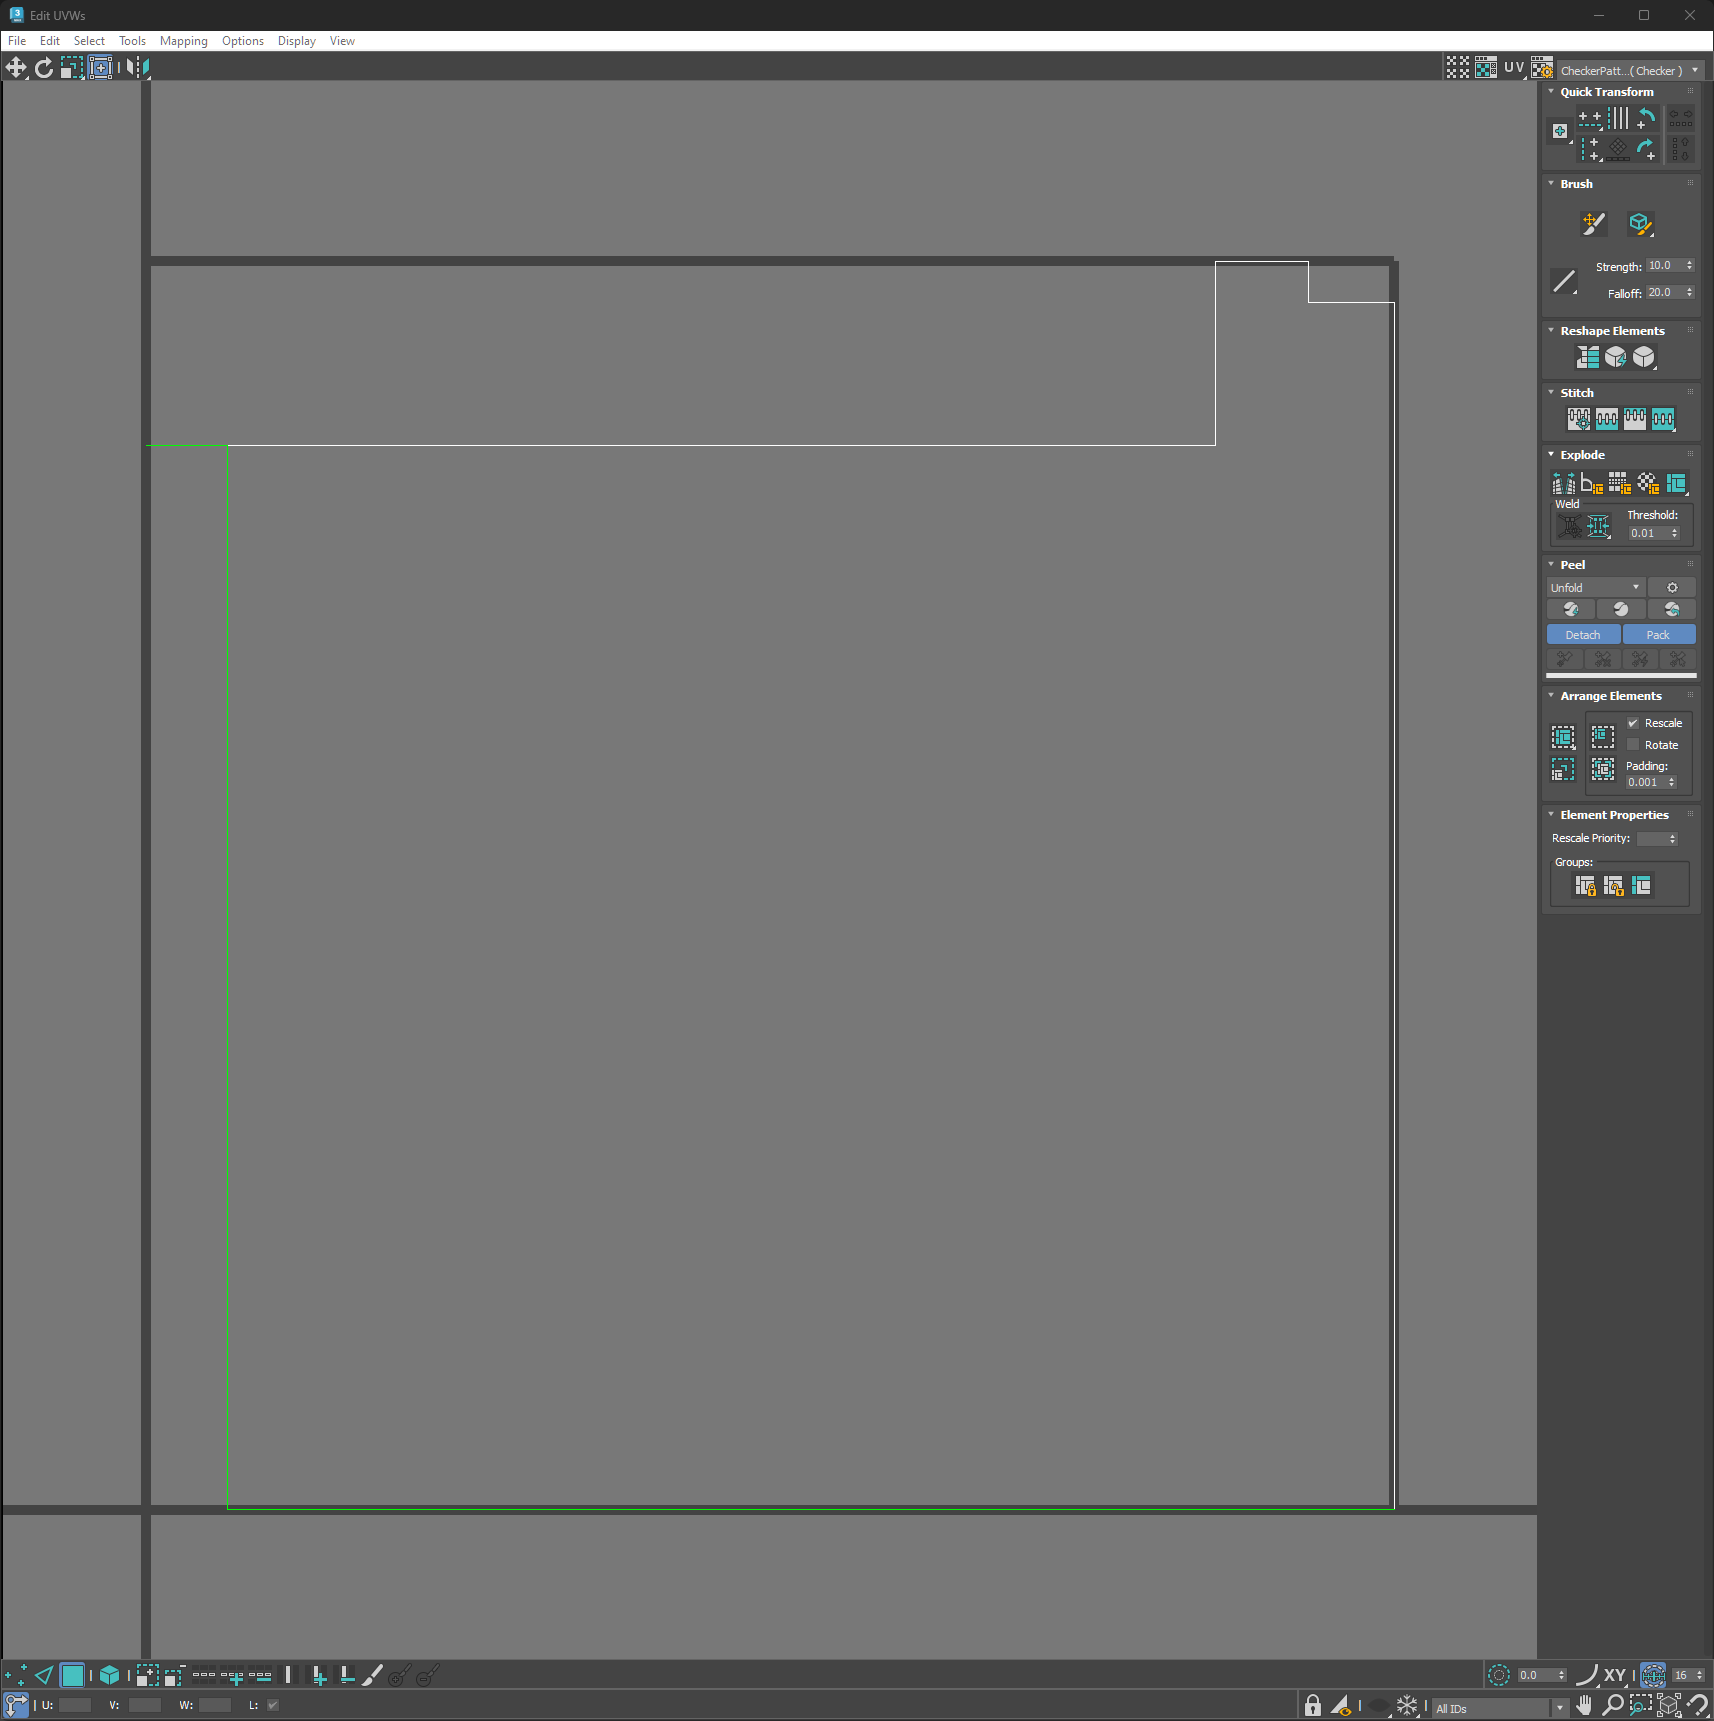 Edit UVWs
File Edit Select Tools Mapping Options Display View
UV CheckerPatt...( Checker )
Quick Transform
Brush
Strength: 10.0
Falloff: 20.0
Reshape Elements
Stitch
Explode
Weld
Threshold:
0.01
Peel
Unfold
Detach Pack
Arrange Elements
Rescale
Rotate
Padding:
0.001
Element Properties
Rescale Priority:
Groups:
0.0 XY 16
U: V: W: L: All IDs